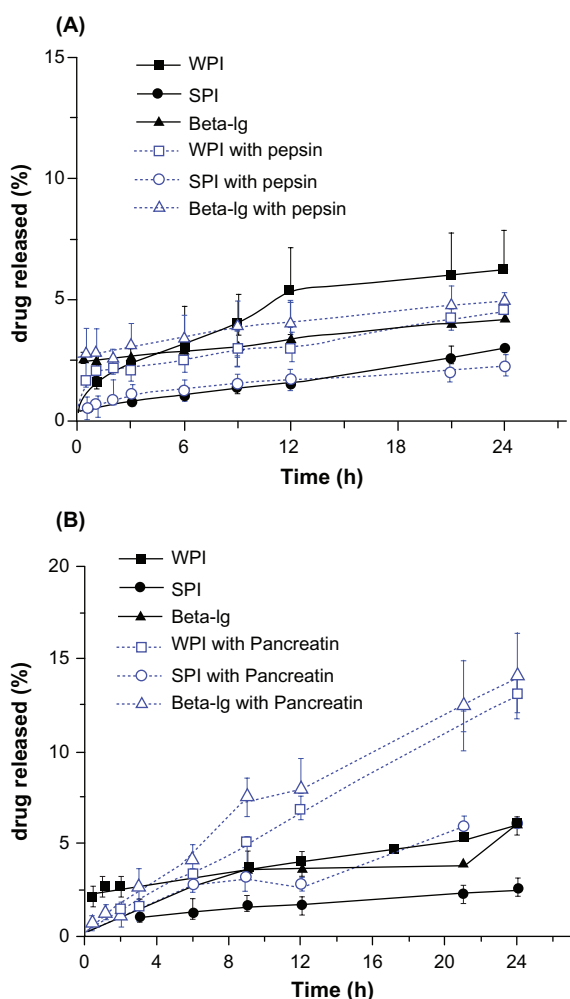 (A)
15
10
5
0
drug released (%)
WPI
SPI
Beta-lg
WPI with pepsin
SPI with pepsin
Beta-lg with pepsin
0 6 12 18 24
Time (h)
(B)
20
15
10
5
0
drug released (%)
WPI
SPI
Beta-lg
WPI with Pancreatin
SPI with Pancreatin
Beta-lg with Pancreatin
0 4 8 12 16 20 24
Time (h)